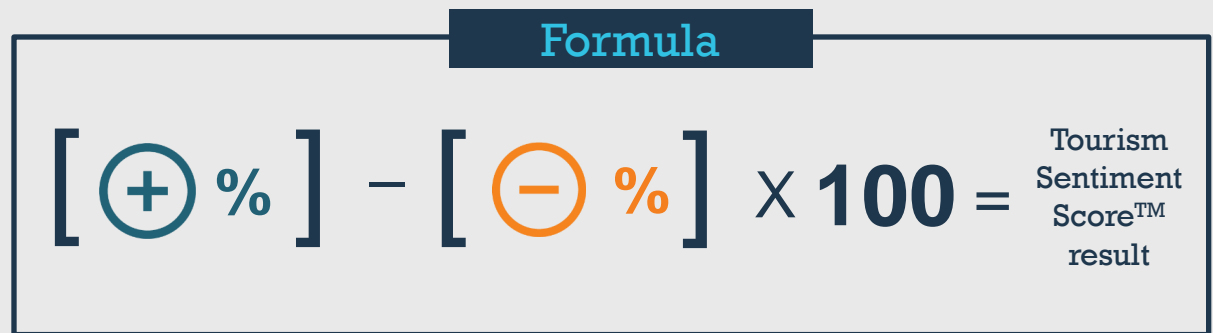 Formula
[ + % ] − [ − % ] X 100 =
Tourism
Sentiment
Score™
result